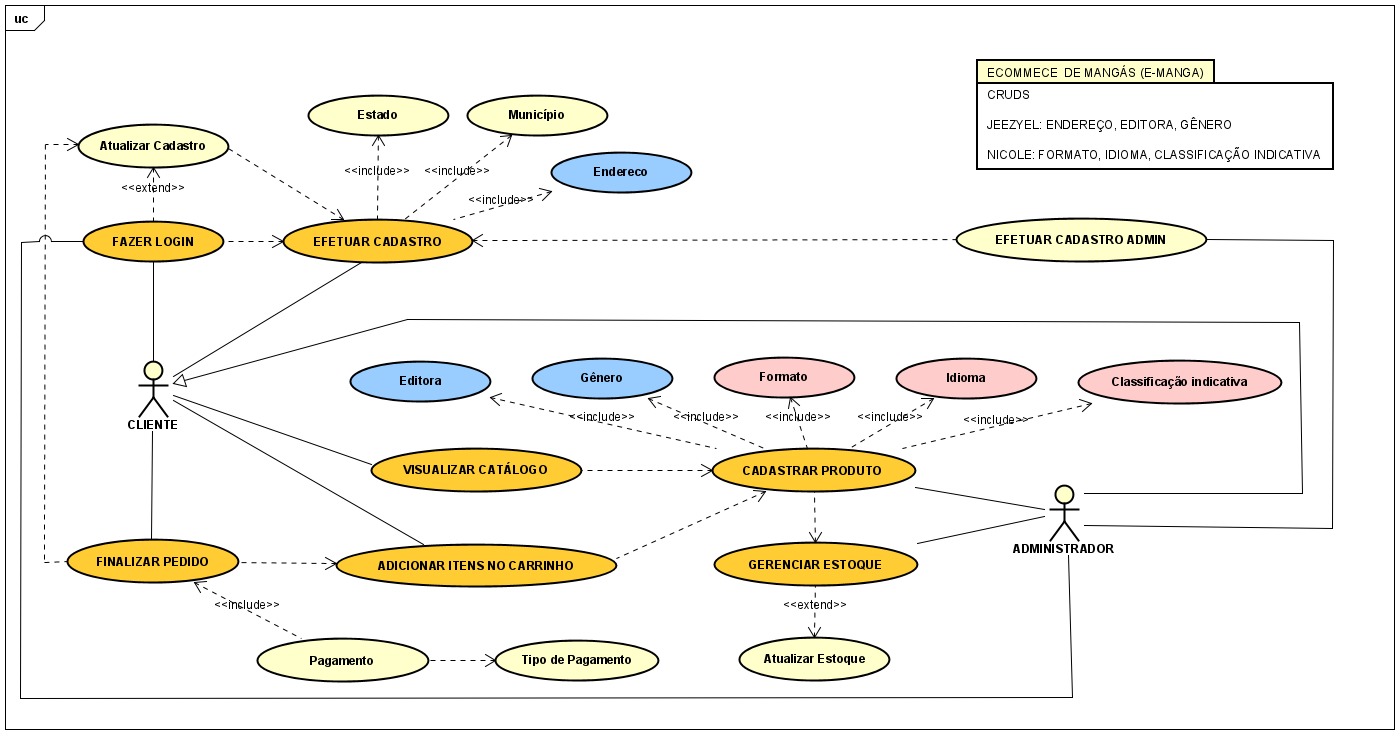 uc
ECOMMECE DE MANGÁS (E-MANGA)
CRUDS
JEEZYEL: ENDEREÇO, EDITORA, GÊNERO
NICOLE: FORMATO, IDIOMA, CLASSIFICAÇÃO INDICATIVA
Estado
Município
Atualizar Cadastro
<<include>>
<<include>>
Endereco
<<extend>>
<<include>>
FAZER LOGIN
EFETUAR CADASTRO
EFETUAR CADASTRO ADMIN
Editora
Gênero
Formato
Idioma
Classificação indicativa
<<include>>
<<include>>
<<include>>
<<include>>
<<include>>
CLIENTE
VISUALIZAR CATÁLOGO
CADASTRAR PRODUTO
ADMINISTRADOR
FINALIZAR PEDIDO
ADICIONAR ITENS NO CARRINHO
GERENCIAR ESTOQUE
<<include>>
<<extend>>
Pagamento
Tipo de Pagamento
Atualizar Estoque